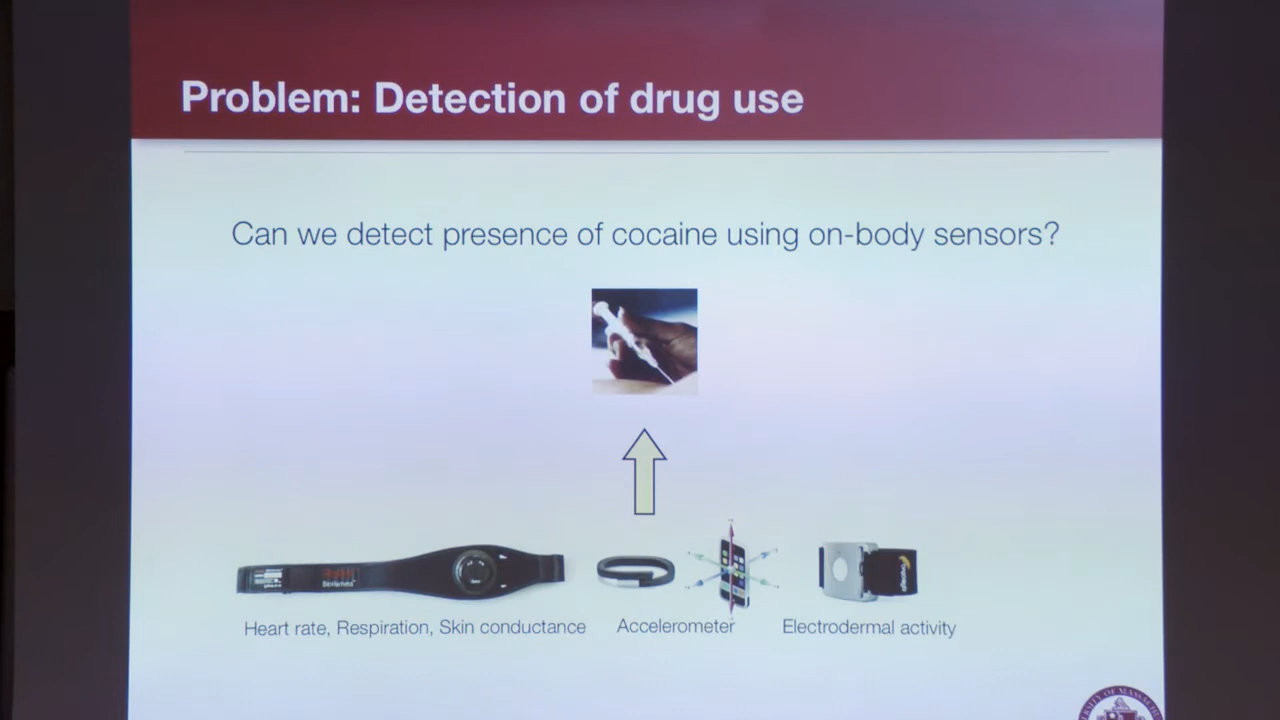 Problem: Detection of drug use
Can we detect presence of cocaine using on-body sensors?
BioHarness
Heart rate, Respiration, Skin conductance
Accelerometer
Electrodermal activity